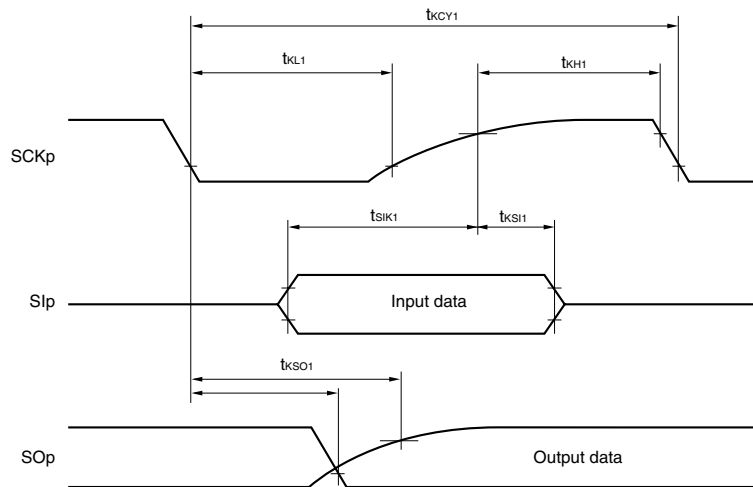 tKCY1
tKL1
tKH1
SCKp
tSIK1
tKSI1
SIp
Input data
tKSO1
SOp
Output data